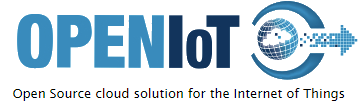 OPENIoT
Open Source cloud solution for the Internet of Things